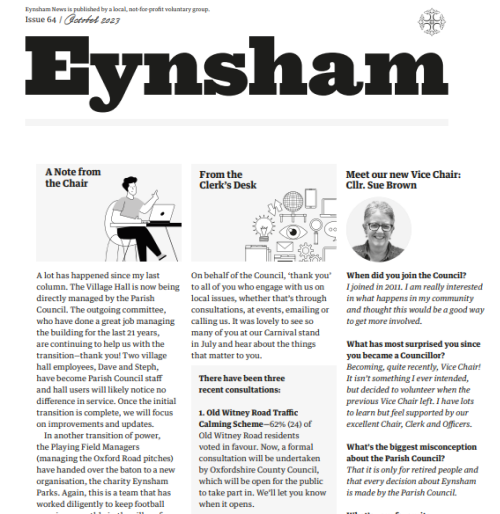 Eynsham News is published by a local, not-for-profit voluntary group.
Issue 64 / October 2023
Eynsham
A Note from
the Chair
A lot has happened since my last
column. The Village Hall is now being
directly managed by the Parish
Council. The outgoing committee,
who have done a great job managing
the building for the last 21 years,
are continuing to help us with the
transition—thank you! Two village
hall employees, Dave and Steph,
have become Parish Council staff
and hall users will likely notice no
difference in service. Once the initial
transition is complete, we will focus
on improvements and updates.
In another transition of power,
the Playing Field Managers
(managing the Oxford Road pitches)
have handed over the baton to a new
organisation, the charity Eynsham
Parks. Again, this is a team that has
worked diligently to keep football
From the
Clerk's Desk
On behalf of the Council, 'thank you'
to all of you who engage with us on
local issues, whether that's through
consultations, at events, emailing or
calling us. It was lovely to see so
many of you at our Carnival stand
in July and hear about the things
that matter to you.
There have been three
recent consultations:
1. Old Witney Road Traffic
Calming Scheme—62% (24) of
Old Witney Road residents
voted in favour. Now, a formal
consultation will be undertaken
by Oxfordshire County Council,
which will be open for the public
to take part in. We'll let you know
when it opens.
Meet our new Vice Chair:
Cllr. Sue Brown
When did you join the Council?
I joined in 2011. I am really interested
in what happens in my community
and thought this would be a good way
to get more involved.
What has most surprised you since
you became a Councillor?
Becoming, quite recently, Vice Chair!
It isn't something I ever intended,
but decided to volunteer when the
previous Vice Chair left. I have lots
to learn but feel supported by our
excellent Chair, Clerk and Officers.
What's the biggest misconception
about the Parish Council?
That it is only for retired people and
that every decision about Eynsham
is made by the Parish Council.